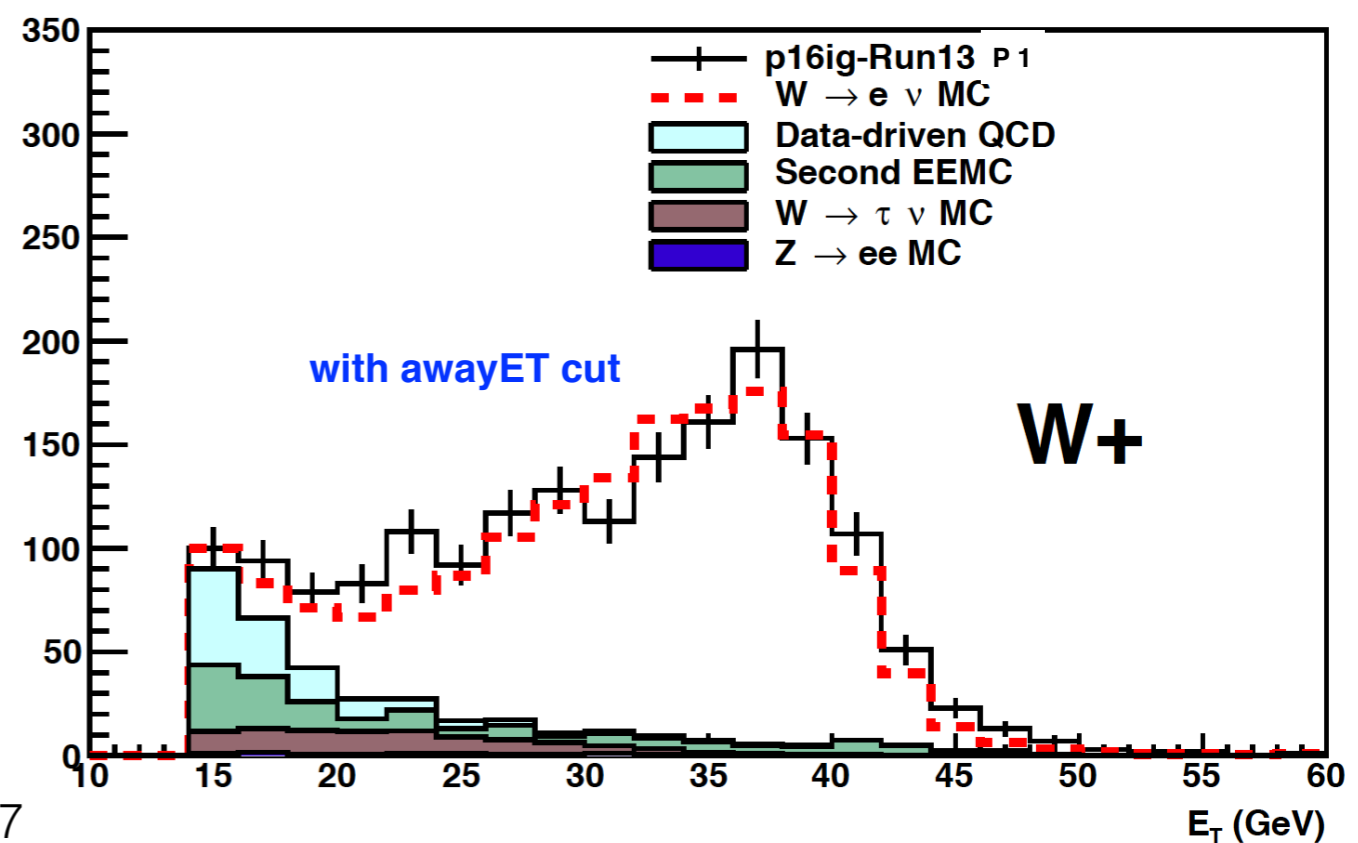 350
300
250
200
150
100
50
0
p16ig-Run13 P 1
W → e ν MC
Data-driven QCD
Second EEMC
W → τ ν MC
Z → ee MC
with awayET cut
W+
10 15 20 25 30 35 40 45 50 55 60
E_T (GeV)
7